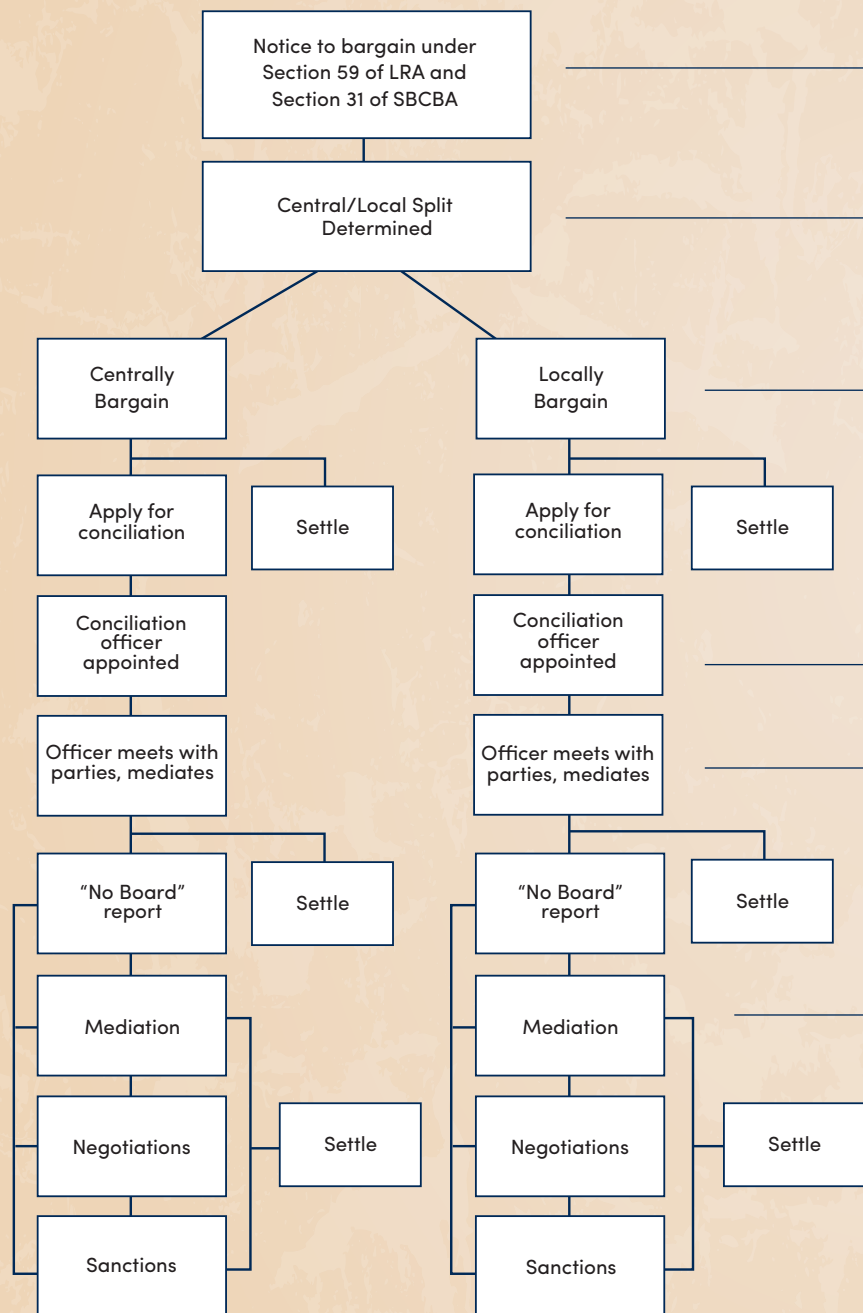 Notice to bargain under
Section 59 of LRA and
Section 31 of SBCBA
Central/Local Split
Determined
Centrally
Bargain
Locally
Bargain
Apply for
conciliation
Settle
Apply for
conciliation
Settle
Conciliation
officer
appointed
Conciliation
officer
appointed
Officer meets with
parties, mediates
Officer meets with
parties, mediates
“No Board”
report
Settle
“No Board”
report
Settle
Mediation
Mediation
Negotiations
Settle
Negotiations
Settle
Sanctions
Sanctions